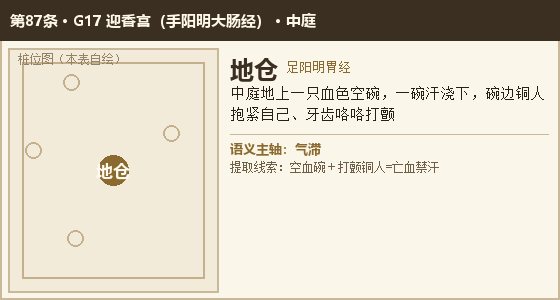 第87条・G17 迎香宫（手阳明大肠经）・中庭
桩位图（本表自绘）
地仓
地仓 足阳明胃经
中庭地上一只血色空碗，一碗汗浇下，碗边铜人
抱紧自己、牙齿咯咯打颤
语义主轴：气滞
提取线索：空血碗＋打颤铜人=亡血禁汗